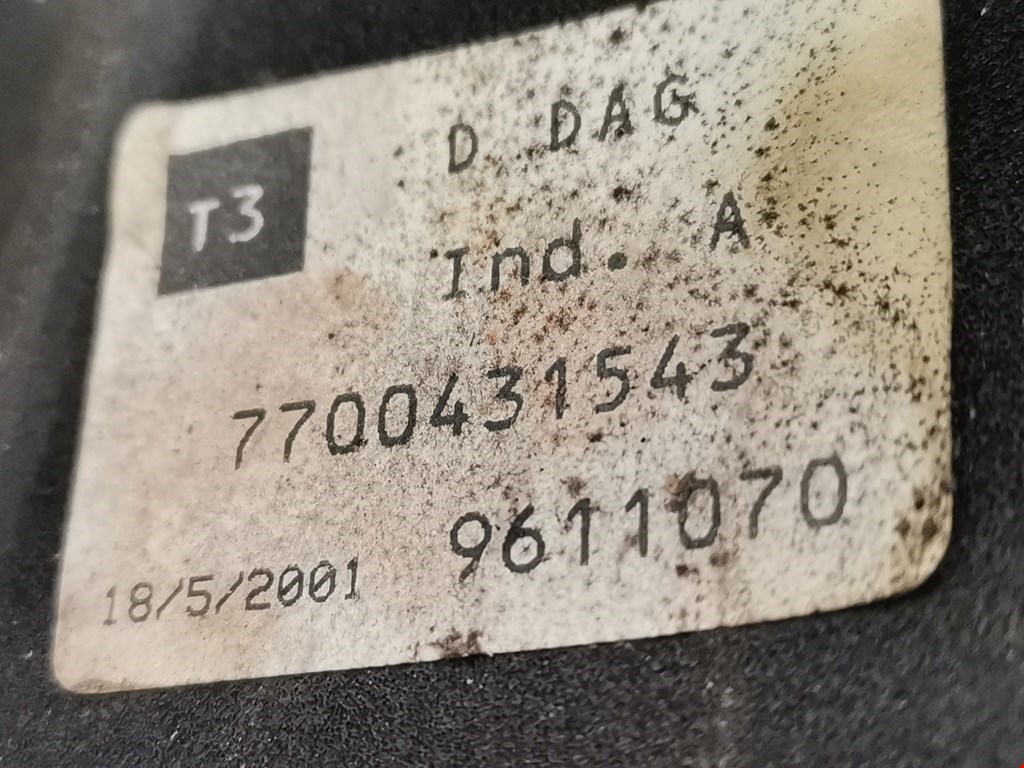 T3
D DAG
Ind. A
7700431543
9611070
18/5/2001